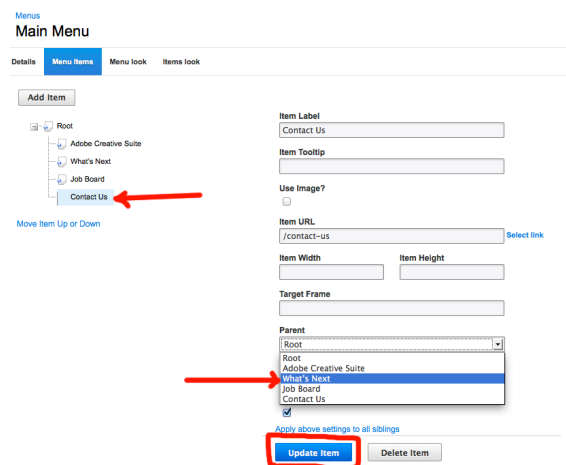 Menus
Main Menu
Details Menu Items Menu look Items look
Add Item
Root
Adobe Creative Suite
What's Next
Job Board
Contact Us
Move Item Up or Down
Item Label
Contact Us
Item Tooltip
Use Image?
Item URL
/contact-us Select link
Item Width Item Height
Target Frame
Parent
Root
Root
Adobe Creative Suite
What's Next
Job Board
Contact Us
Apply above settings to all siblings
Update Item Delete Item